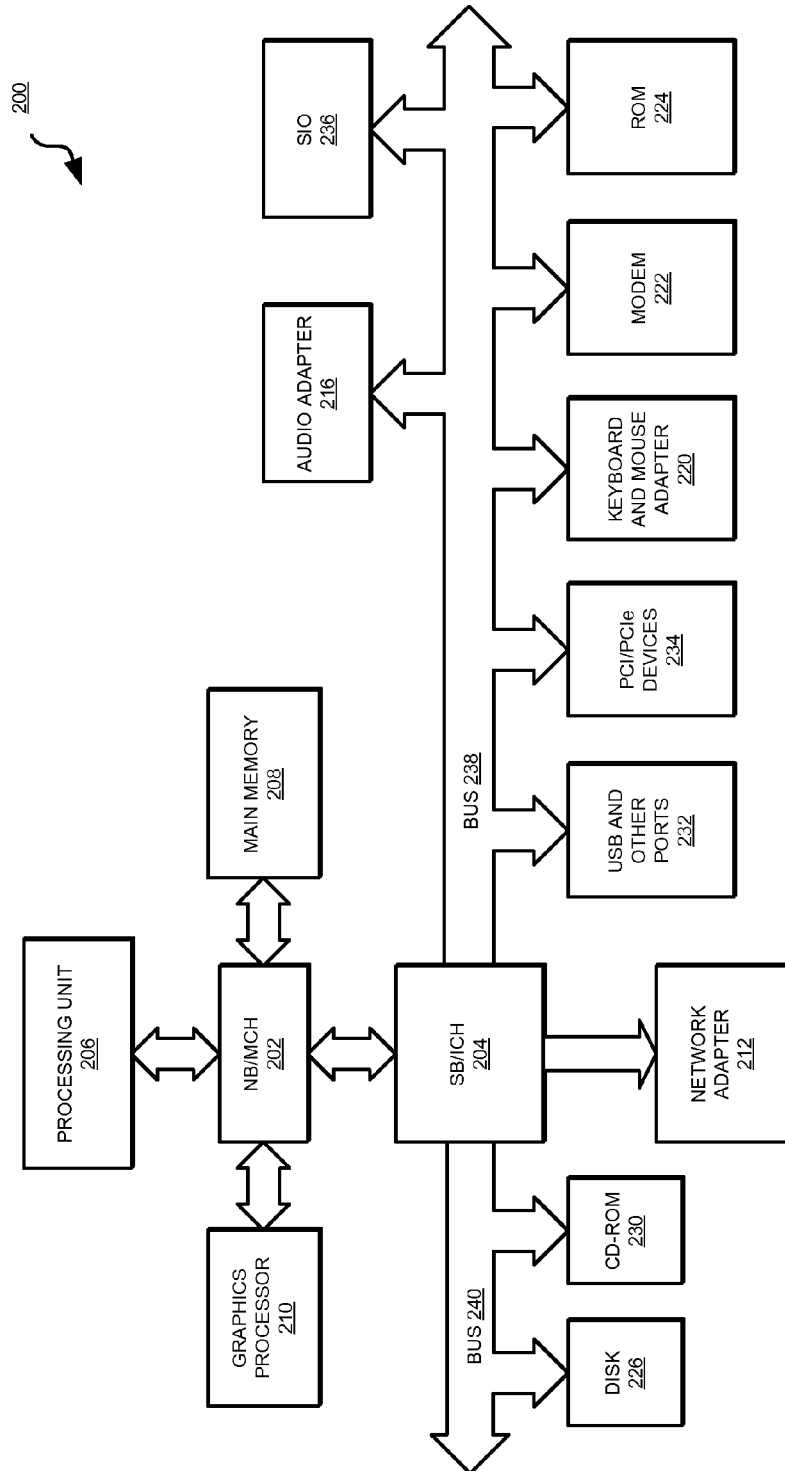 200
PROCESSING UNIT
206
GRAPHICS
PROCESSOR
210
NB/MCH
202
MAIN MEMORY
208
AUDIO ADAPTER
216
SIO
236
BUS 240
SB/ICH
204
BUS 238
DISK
226
CD-ROM
230
NETWORK
ADAPTER
212
USB AND
OTHER
PORTS
232
PCI/PCIe
DEVICES
234
KEYBOARD
AND MOUSE
ADAPTER
220
MODEM
222
ROM
224